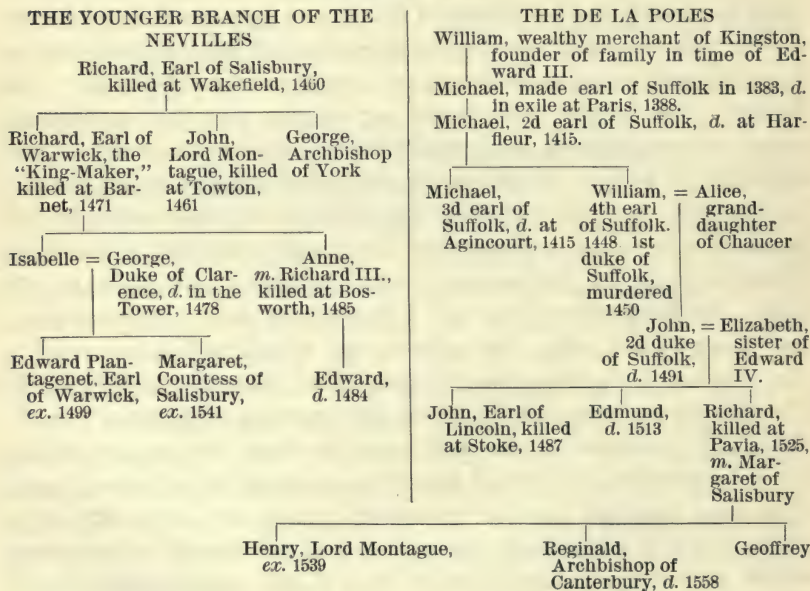 THE YOUNGER BRANCH OF THE
NEVILLES
Richard, Earl of Salisbury,
killed at Wakefield, 1460
Richard, Earl of
Warwick, the
“King-Maker,”
killed at Bar-
net, 1471
John,
Lord Mon-
tague, killed
at Towton,
1461
George,
Archbishop
of York
Isabelle = George,
Duke of Clar-
ence, d. in the
Tower, 1478
Anne,
m. Richard III.,
killed at Bos-
worth, 1485
Edward Plan-
tagenet, Earl
of Warwick,
ex. 1499
Margaret,
Countess of
Salisbury,
ex. 1541
Edward,
d. 1484
THE DE LA POLES
William, wealthy merchant of Kingston,
founder of family in time of Ed-
ward III.
Michael, made earl of Suffolk in 1383, d.
in exile at Paris, 1388.
Michael, 2d earl of Suffolk, d. at Har-
fleur, 1415.
Michael,
3d earl of
Suffolk, d. at
Agincourt, 1415
William, = Alice,
4th earl
of Suffolk.
1448 1st
duke of
Suffolk,
murdered
1450
grand-
daughter
of Chaucer
John, = Elizabeth,
2d duke
of Suffolk,
d. 1491
sister of
Edward
IV.
John, Earl of
Lincoln, killed
at Stoke, 1487
Edmund,
d. 1513
Richard,
killed at
Pavia, 1525,
m. Mar-
garet of
Salisbury
Henry, Lord Montague,
ex. 1539
Reginald,
Archbishop of
Canterbury, d. 1558
Geoffrey